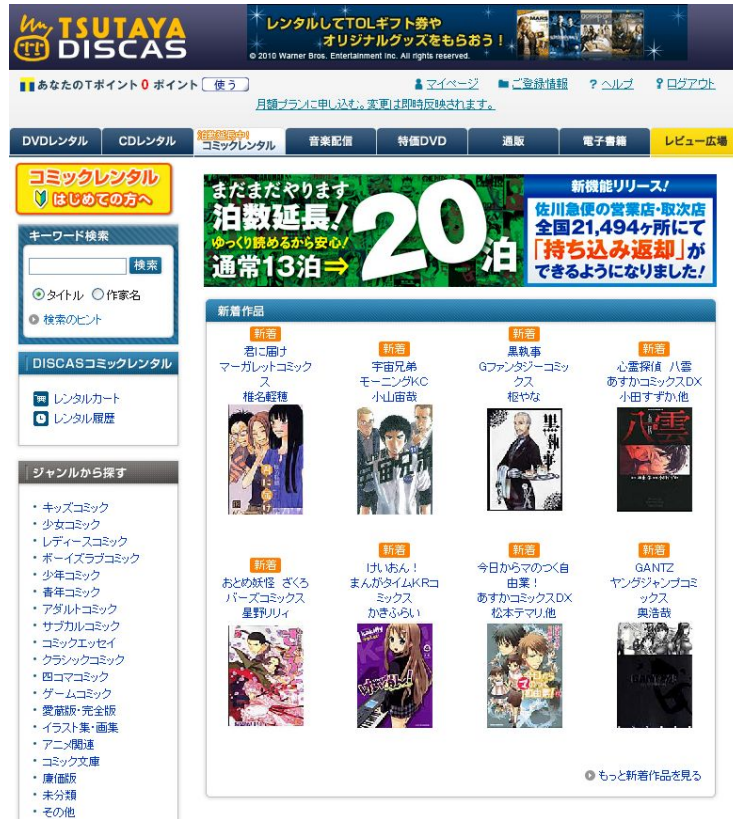 TSUTAYA
DISCAS
レンタルしてTOLギフト券や
オリジナルグッズをもらおう！
© 2010 Warner Bros. Entertainment Inc. All rights reserved.
あなたのTポイント 0 ポイント 使う
マイページ ご登録情報 ? ヘルプ ログアウト
月額プランに申し込む。変更は即時反映されます。
DVDレンタル CDレンタル コミックレンタル 音楽配信 特価DVD 通販 電子書籍 レビュー広場
コミックレンタル
はじめての方へ
まだまだやります
泊数延長!
ゆっくり読めるから安心!
通常13泊⇒20泊
新機能リリース!
佐川急便の営業店・取次店
全国21,494ヶ所にて
「持ち込み返却」が
できるようになりました!
キーワード検索
検索
タイトル 作家名
検索のヒント
DISCASコミックレンタル
レンタルカート
レンタル履歴
ジャンルから探す
・キッズコミック
・少女コミック
・レディースコミック
・ボーイズラブコミック
・少年コミック
・青年コミック
・アダルトコミック
・サブカルコミック
・コミックエッセイ
・クラシックコミック
・四コマコミック
・ゲームコミック
・愛蔵版・完全版
・イラスト集・画集
・アニメ関連
・コミック文庫
・廉価版
・未分類
・その他
新着作品
新着
君に届け
マーガレットコミック
ス
椎名軽穂
新着
宇宙兄弟
モーニングKC
小山宙哉
宇宙兄弟
新着
黒執事
Gファンタジーコミッ
クス
枢やな
黒執事
新着
心霊探偵 八雲
あすかコミックスDX
小田すずか,他
八雲
新着
おとめ妖怪 ざくろ
バーズコミックス
星野リリィ
新着
けいおん！
まんがタイムKRコ
ミックス
かきふらい
けいおん!
新着
今日からマのつく自
由業！
あすかコミックスDX
松本テマリ,他
新着
GANTZ
ヤングジャンプコミ
ックス
奥浩哉
GANTZ
もっと新着作品を見る